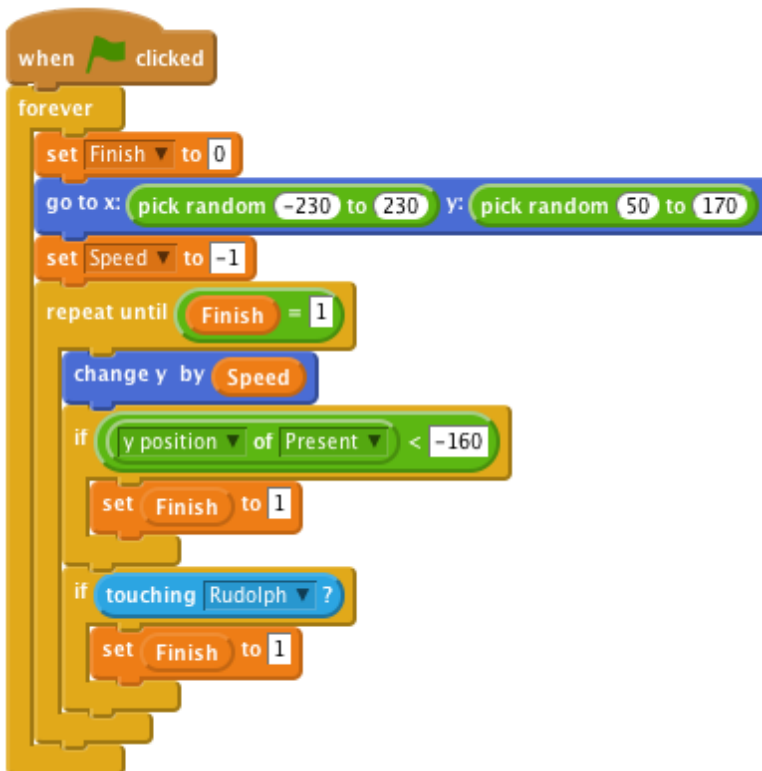 when clicked
forever
set Finish to 0
go to x: pick random -230 to 230 y: pick random 50 to 170
set Speed to -1
repeat until Finish = 1
change y by Speed
if y position of Present < -160
set Finish to 1
if touching Rudolph ?
set Finish to 1